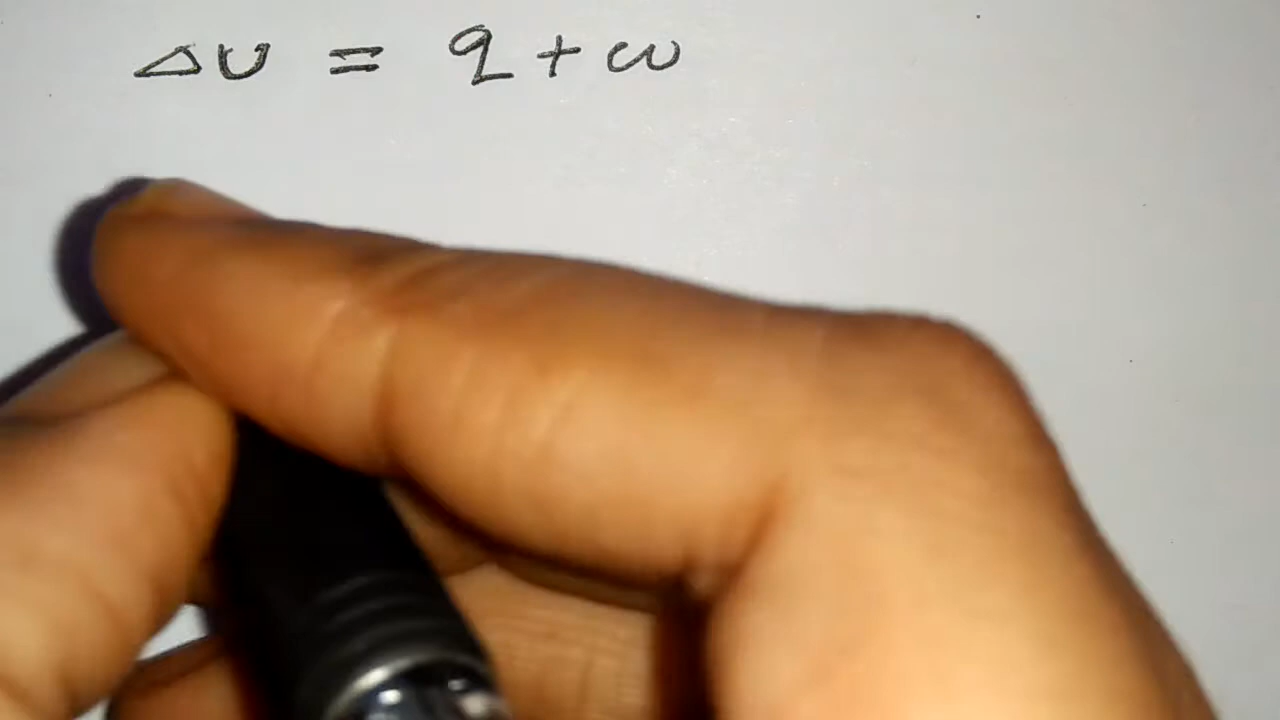 ΔU = q + w